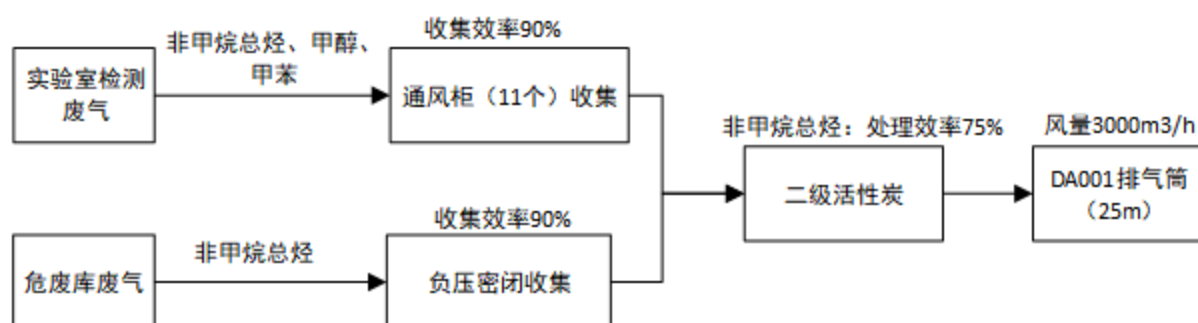 收集效率90%
非甲烷总烃、甲醇、
甲苯
实验室检测
废气
通风柜（11个）收集
非甲烷总烃：处理效率75%
风量3000m3/h
二级活性炭
DA001排气筒
（25m）
收集效率90%
非甲烷总烃
危废库废气
负压密闭收集